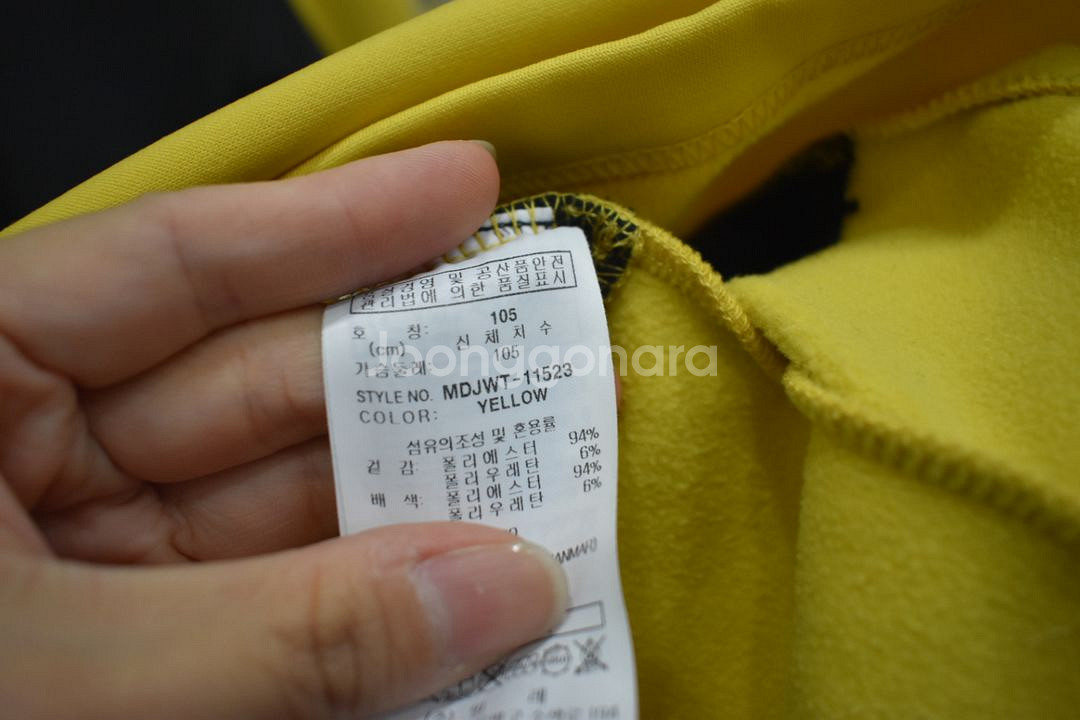 품질경영 및 공산품안전
관리법에 의한 품질표시
호 칭: 105
(cm) 신 체 치 수
가슴둘레: 105
STYLE NO. MDJWT-11523
COLOR: YELLOW
섬유의조성 및 혼용률
겉 감: 폴리에스터 94%
폴리우레탄 6%
배 색: 폴리에스터 94%
폴리우레탄 6%
Joonggonara